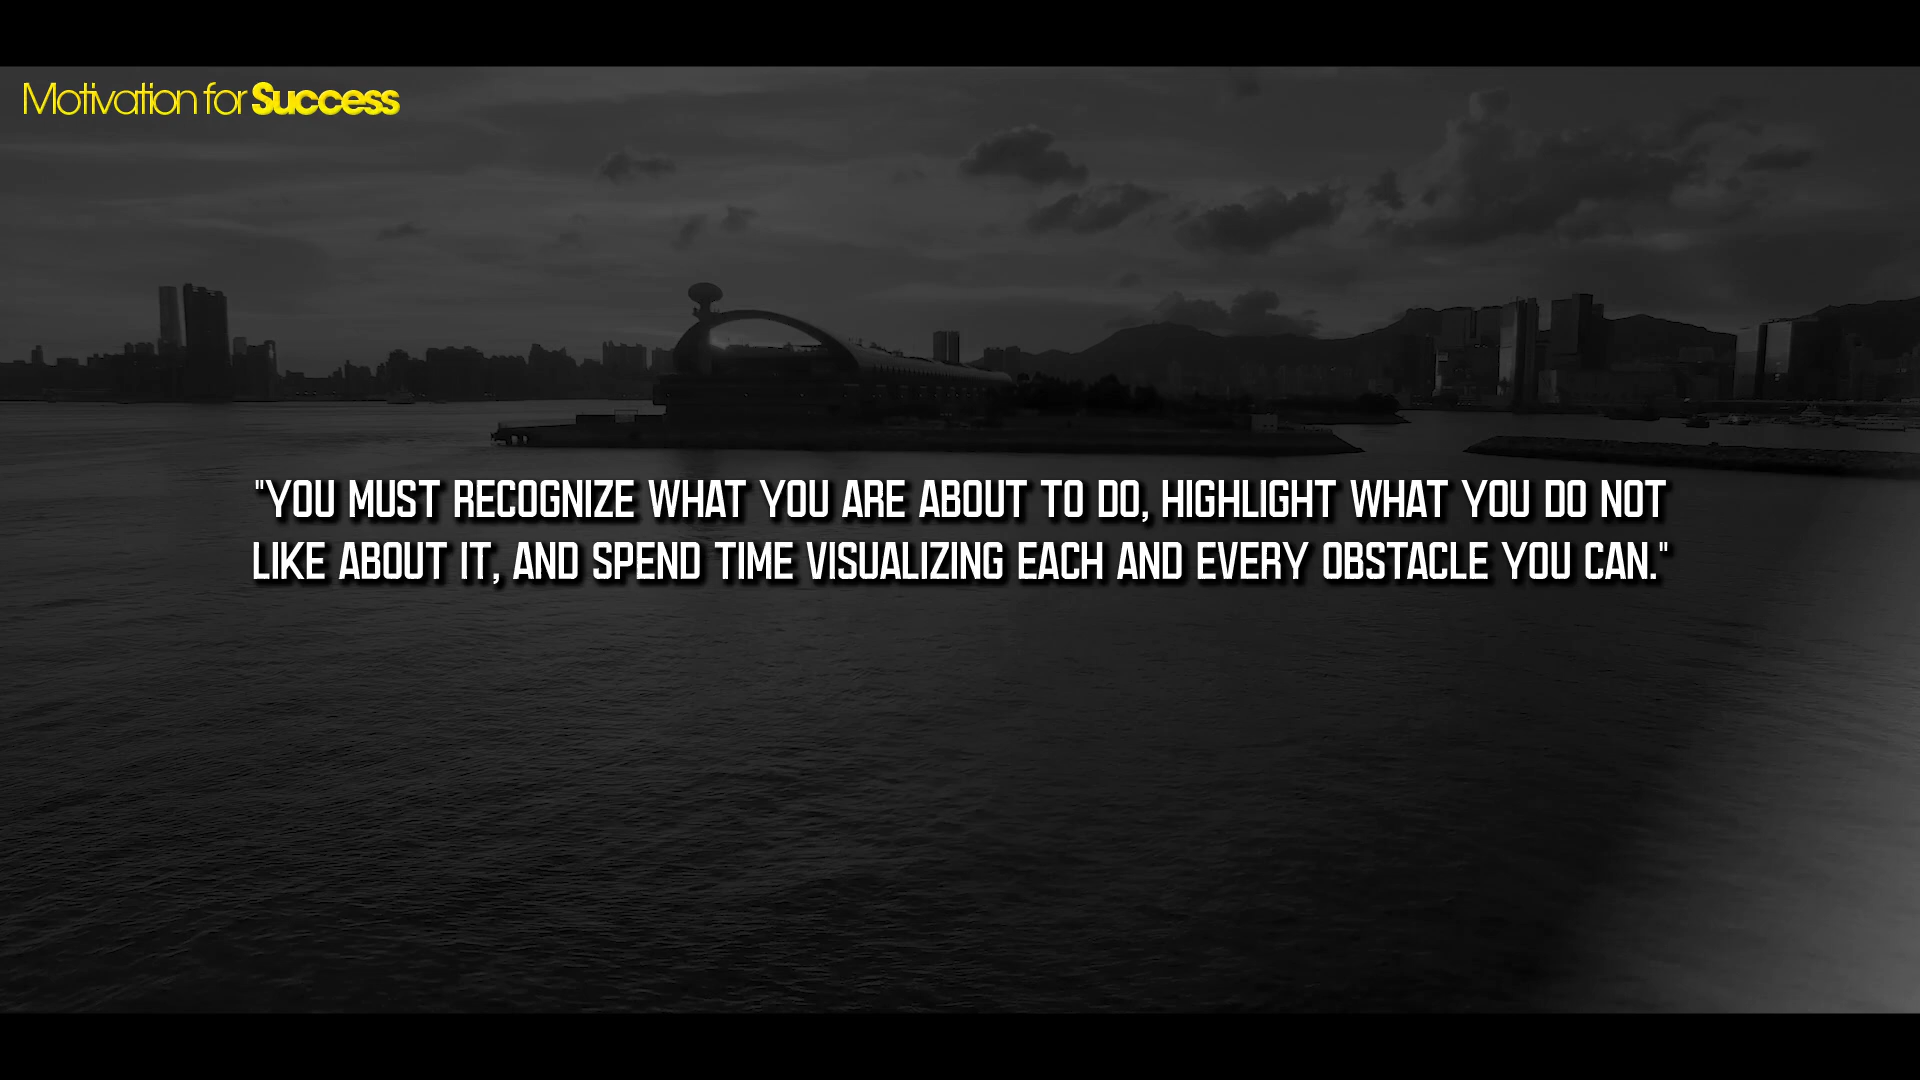 Motivation for Success
"YOU MUST RECOGNIZE WHAT YOU ARE ABOUT TO DO, HIGHLIGHT WHAT YOU DO NOT
LIKE ABOUT IT, AND SPEND TIME VISUALIZING EACH AND EVERY OBSTACLE YOU CAN."